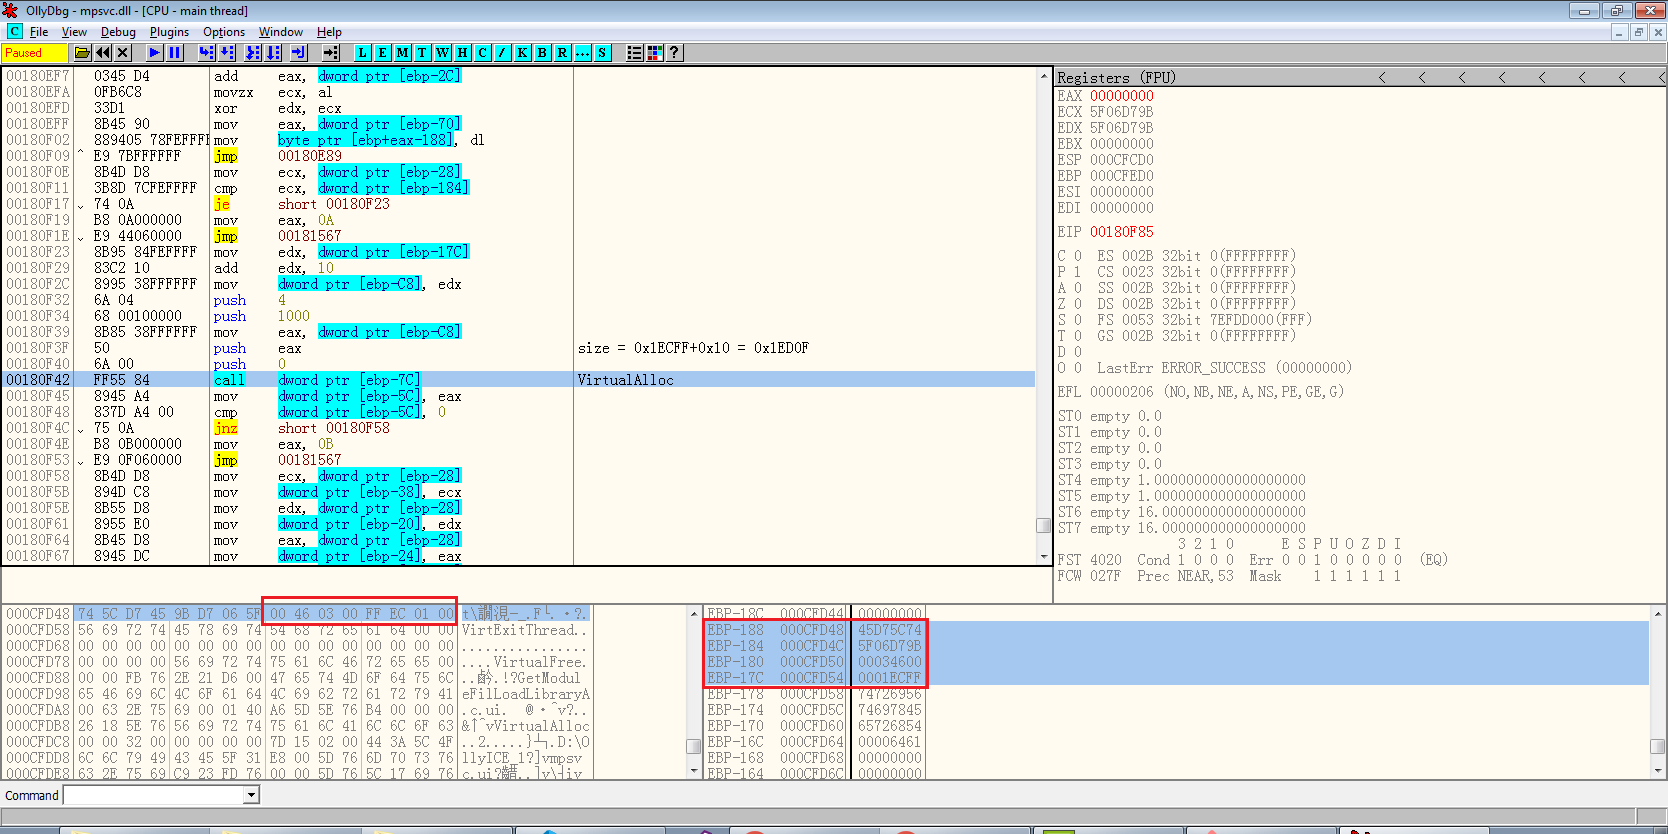 OllyDbg - mpsvc.dll - [CPU - main thread]
C File View Debug Plugins Options Window Help
Paused L E M T W H C / K B R ... S ?
00180EF7 0345 D4 add eax, dword ptr [ebp-2C]
00180EFA 0FB6C8 movzx ecx, al
00180EFD 33D1 xor edx, ecx
00180EFF 8B45 90 mov eax, dword ptr [ebp-70]
00180F02 889405 78FEFFFF mov byte ptr [ebp+eax-188], dl
00180F09 ^ E9 7BFFFFFF jmp 00180E89
00180F0E 8B4D D8 mov ecx, dword ptr [ebp-28]
00180F11 3B8D 7CFEFFFF cmp ecx, dword ptr [ebp-184]
00180F17 74 0A je short 00180F23
00180F19 B8 0A000000 mov eax, 0A
00180F1E E9 44060000 jmp 00181567
00180F23 8B95 84FEFFFF mov edx, dword ptr [ebp-17C]
00180F29 83C2 10 add edx, 10
00180F2C 8995 38FFFFFF mov dword ptr [ebp-C8], edx
00180F32 6A 04 push 4
00180F34 68 00100000 push 1000
00180F39 8B85 38FFFFFF mov eax, dword ptr [ebp-C8]
00180F3F 50 push eax size = 0x1ECFF+0x10 = 0x1ED0F
00180F40 6A 00 push 0
00180F42 FF55 84 call dword ptr [ebp-7C] VirtualAlloc
00180F45 8945 A4 mov dword ptr [ebp-5C], eax
00180F48 837D A4 00 cmp dword ptr [ebp-5C], 0
00180F4C 75 0A jnz short 00180F58
00180F4E B8 0B000000 mov eax, 0B
00180F53 E9 0F060000 jmp 00181567
00180F58 8B4D D8 mov ecx, dword ptr [ebp-28]
00180F5B 894D C8 mov dword ptr [ebp-38], ecx
00180F5E 8B55 D8 mov edx, dword ptr [ebp-28]
00180F61 8955 E0 mov dword ptr [ebp-20], edx
00180F64 8B45 D8 mov eax, dword ptr [ebp-28]
00180F67 8945 DC mov dword ptr [ebp-24], eax
Registers (FPU) < < < < < < < <
EAX 00000000
ECX 5F06D79B
EDX 5F06D79B
EBX 00000000
ESP 000CFCD0
EBP 000CFED0
ESI 00000000
EDI 00000000
EIP 00180F85
C 0 ES 002B 32bit 0(FFFFFFFF)
P 1 CS 0023 32bit 0(FFFFFFFF)
A 0 SS 002B 32bit 0(FFFFFFFF)
Z 0 DS 002B 32bit 0(FFFFFFFF)
S 0 FS 0053 32bit 7EFDD000(FFF)
T 0 GS 002B 32bit 0(FFFFFFFF)
D 0
O 0 LastErr ERROR_SUCCESS (00000000)
EFL 00000206 (NO,NB,NE,A,NS,PE,GE,G)
ST0 empty 0.0
ST1 empty 0.0
ST2 empty 0.0
ST3 empty 0.0
ST4 empty 1.0000000000000000000
ST5 empty 1.0000000000000000000
ST6 empty 16.000000000000000000
ST7 empty 16.000000000000000000
3 2 1 0 E S P U O Z D I
FST 4020 Cond 1 0 0 0 Err 0 0 1 0 0 0 0 0 (EQ)
FCW 027F Prec NEAR,53 Mask 1 1 1 1 1 1
000CFD48 74 5C D7 45 9B D7 06 5F 00 46 03 00 FF EC 01 00
000CFD58 56 69 72 74 45 78 69 74 54 68 72 65 61 64 00 00 VirtExitThread..
000CFD68 00 00 00 00 00 00 00 00 00 00 00 00 00 00 00 00 ................
000CFD78 00 00 00 00 56 69 72 74 75 61 6C 46 72 65 65 00 ....VirtualFree.
000CFD88 00 00 FB 76 2E 21 D6 00 47 65 74 4D 6F 64 75 6C GetModul
000CFD98 65 46 69 6C 4C 6F 61 64 4C 69 62 72 61 72 79 41 eFilLoadLibraryA
000CFDA8 00 63 2E 75 69 00 01 40 A6 5D 5E 76 B4 00 00 00 .c.ui.
000CFDB8 26 18 5E 76 56 69 72 74 75 61 6C 41 6C 6C 6F 63 &↑^vVirtualAlloc
000CFDC8 00 00 32 00 00 00 00 00 7D 15 02 00 44 3A 5C 4F ..2.....}┴┐.D:\O
000CFDD8 6C 6C 79 49 43 45 5F 31 E8 00 5D 76 6D 70 73 76 llyICE_1?]vmpsv
000CFDE8 63 2E 75 69 C9 23 FD 76 00 00 5D 76 5C 17 69 76
EBP-18C 000CFD44 00000000
EBP-188 000CFD48 45D75C74
EBP-184 000CFD4C 5F06D79B
EBP-180 000CFD50 00034600
EBP-17C 000CFD54 0001ECFF
EBP-178 000CFD58 74726956
EBP-174 000CFD5C 74697845
EBP-170 000CFD60 65726854
EBP-16C 000CFD64 00006461
EBP-168 000CFD68 00000000
EBP-164 000CFD6C 00000000
Command